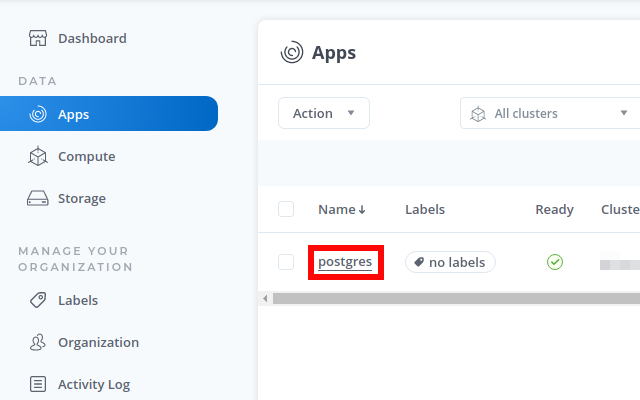 Dashboard
DATA
Apps
Compute
Storage
MANAGE YOUR
ORGANIZATION
Labels
Organization
Activity Log
Apps
Action
All clusters
Name
Labels
Ready
Cluste
postgres
no labels